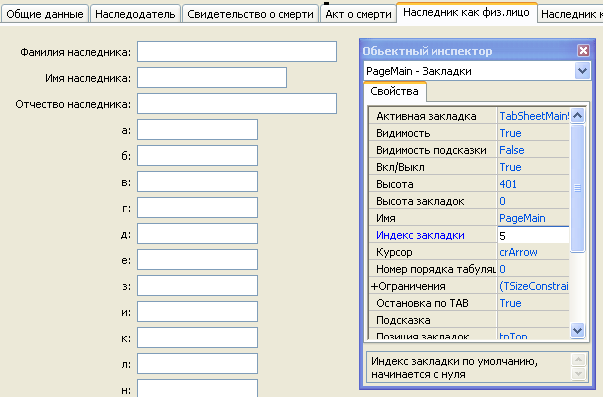 Общие данные Наследодатель Свидетельство о смерти Акт о смерти Наследник как физ.лицо Наследник к
Фамилия наследника:
Имя наследника:
Отчество наследника:
а:
б:
в:
г:
д:
е:
з:
и:
к:
л:
н:
Обьектный инспектор
PageMain - Закладки
Свойства
Активная закладка TabSheetMain
Видимость True
Видимость подсказки False
Вкл/Выкл True
Высота 401
Высота закладок 0
Имя PageMain
Индекс закладки 5
Курсор crArrow
Номер порядка табуляц 0
+Ограничения (TSizeConstrai
Остановка по TAB True
Подсказка
Позиция закладок tpTop
Индекс закладки по умолчанию,
начинается с нуля